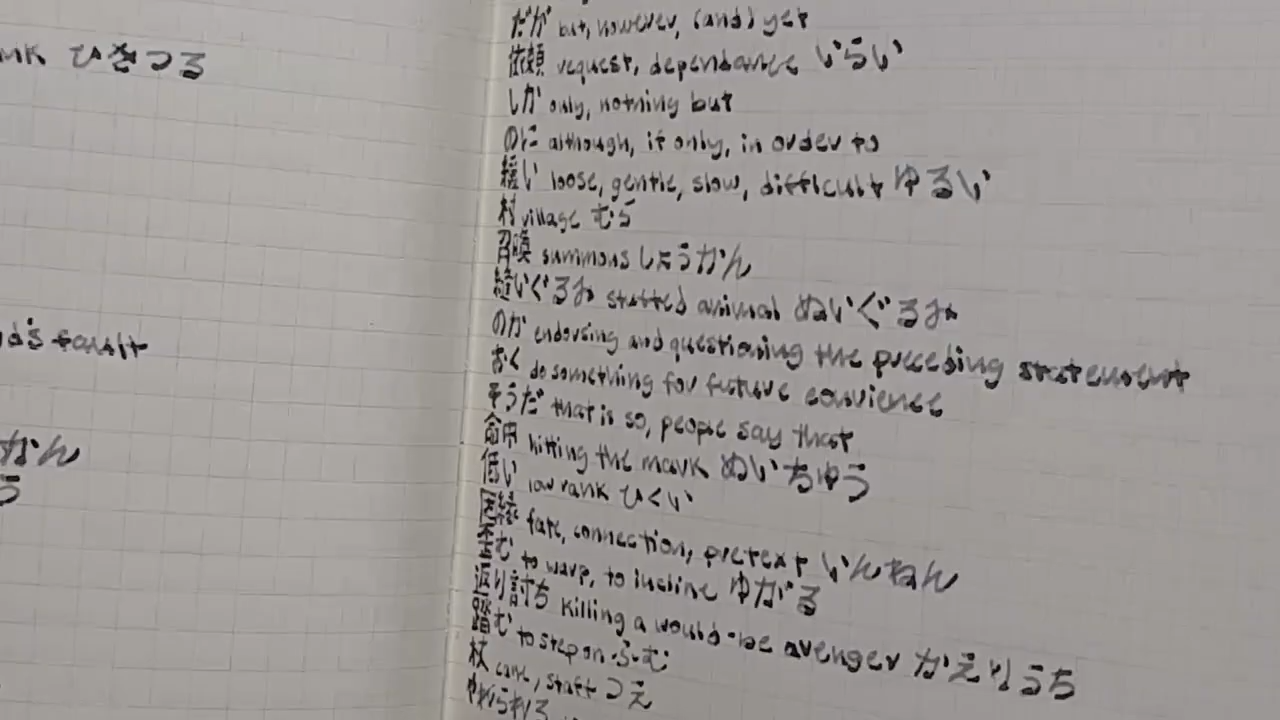 ひきつる
d's fault
かん
う
だが but, however, (and) yet
依頼 request, dependance いらい
しか only, nothing but
のに although, if only, in order to
緩い loose, gentle, slow, difficult ゆるい
村 village むら
召喚 summons しょうかん
縫いぐるみ stuffed animal ぬいぐるみ
のか endorsing and questioning the preceding statement
おく do something for future convience
そうだ that is so, people say that
命中 hitting the mark めいちゅう
低い low rank ひくい
因縁 fate, connection, pretext いんねん
歪む to warp, to incline ゆがる
返り討ち killing a would-be avenger かえりうち
踏む to step on ふむ
杖 cane, staff つえ